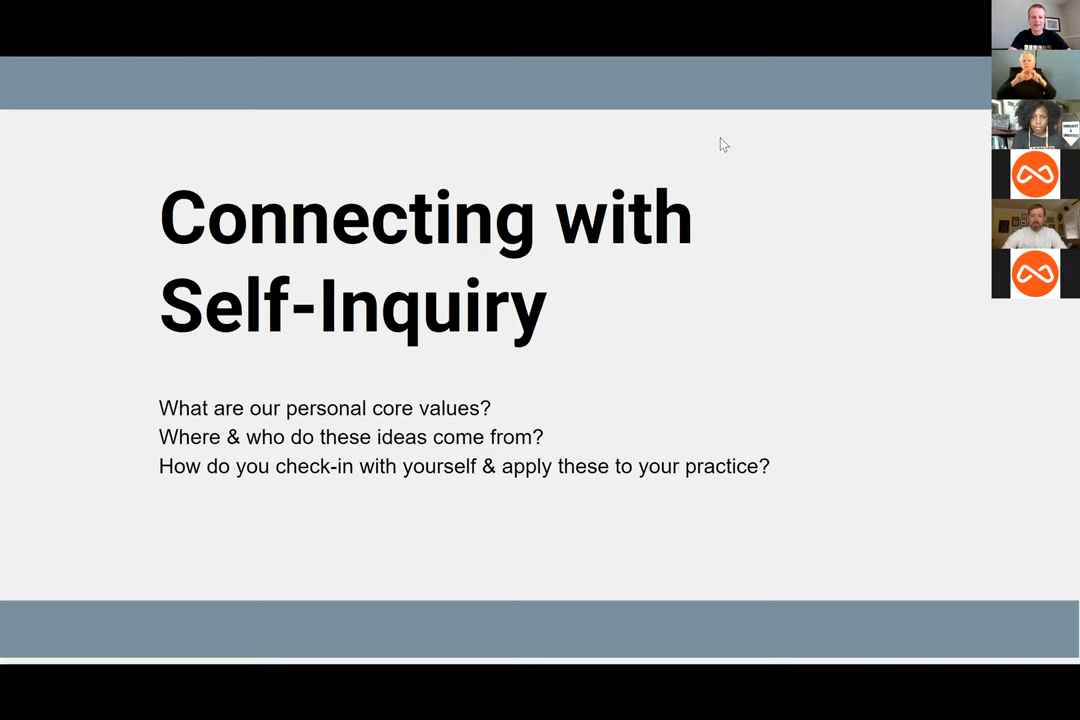 Connecting with
Self-Inquiry
What are our personal core values?
Where & who do these ideas come from?
How do you check-in with yourself & apply these to your practice?